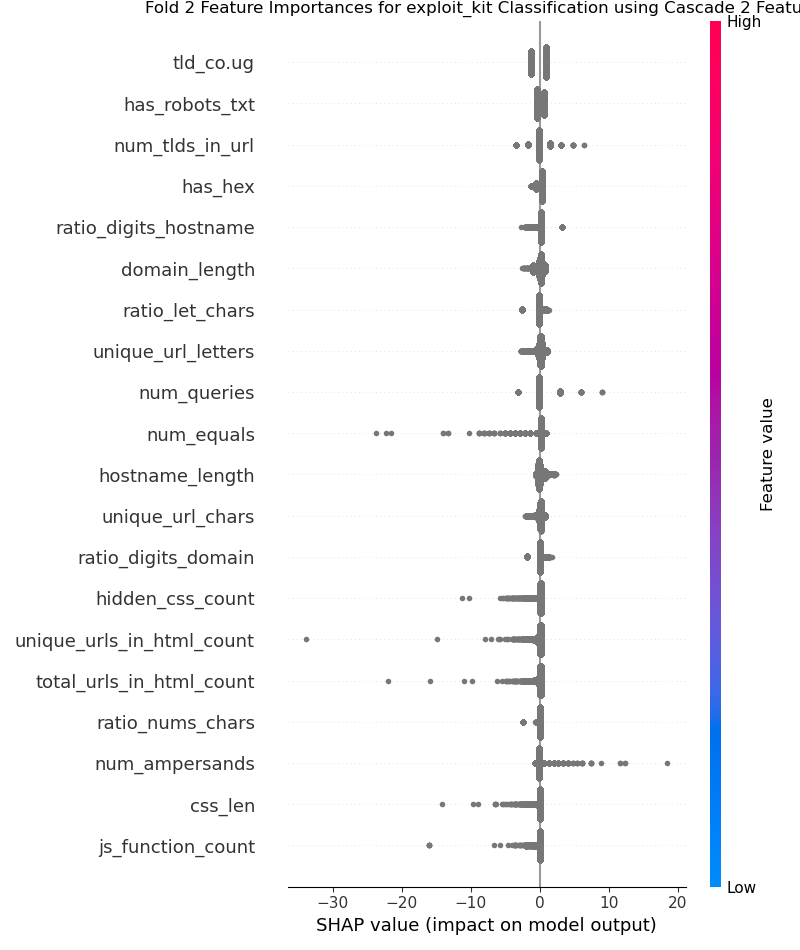 Fold 2 Feature Importances for exploit_kit Classification using Cascade 2 Featu
High
tld_co.ug
has_robots_txt
num_tlds_in_url
has_hex
ratio_digits_hostname
domain_length
ratio_let_chars
unique_url_letters
num_queries
num_equals
hostname_length
unique_url_chars
ratio_digits_domain
hidden_css_count
unique_urls_in_html_count
total_urls_in_html_count
ratio_nums_chars
num_ampersands
css_len
js_function_count
Feature value
Low
−30 −20 −10 0 10 20
SHAP value (impact on model output)